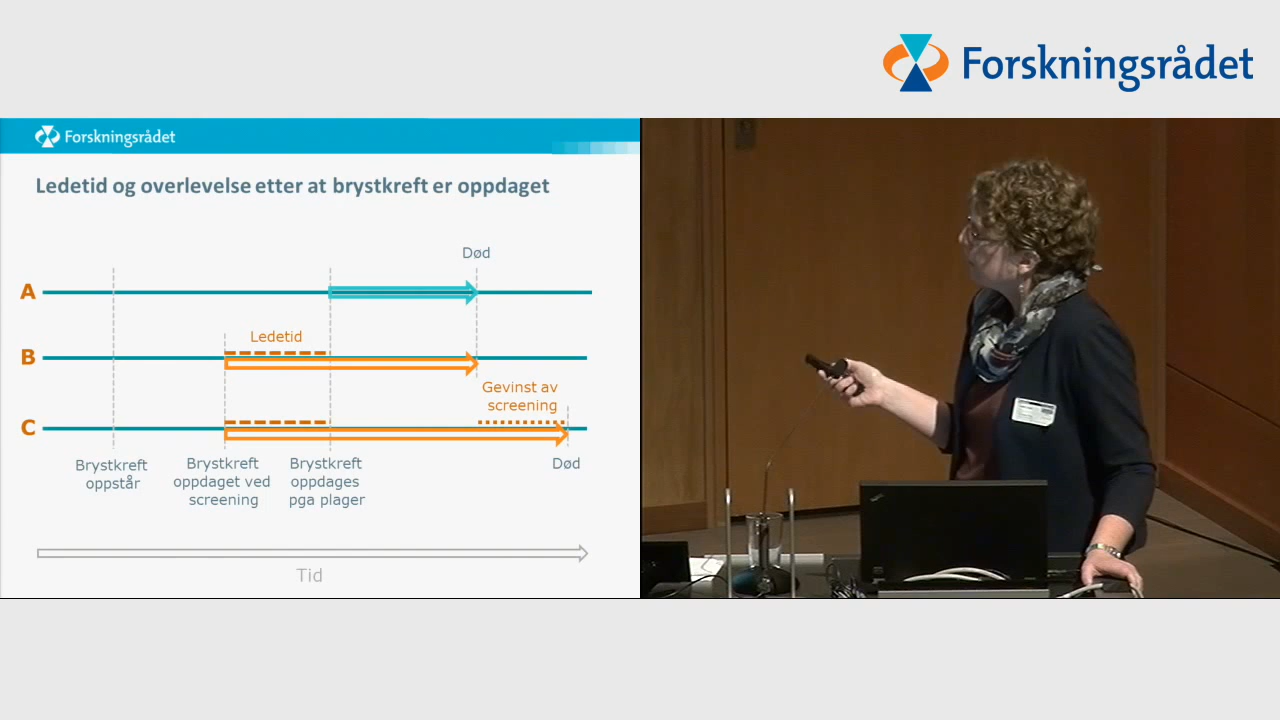 Forskningsrådet
Forskningsrådet
Ledetid og overlevelse etter at brystkreft er oppdaget
Død
A
Ledetid
B
Gevinst av
screening
C
Brystkreft
oppstår
Brystkreft
oppdaget ved
screening
Brystkreft
oppdages
pga plager
Død
Tid